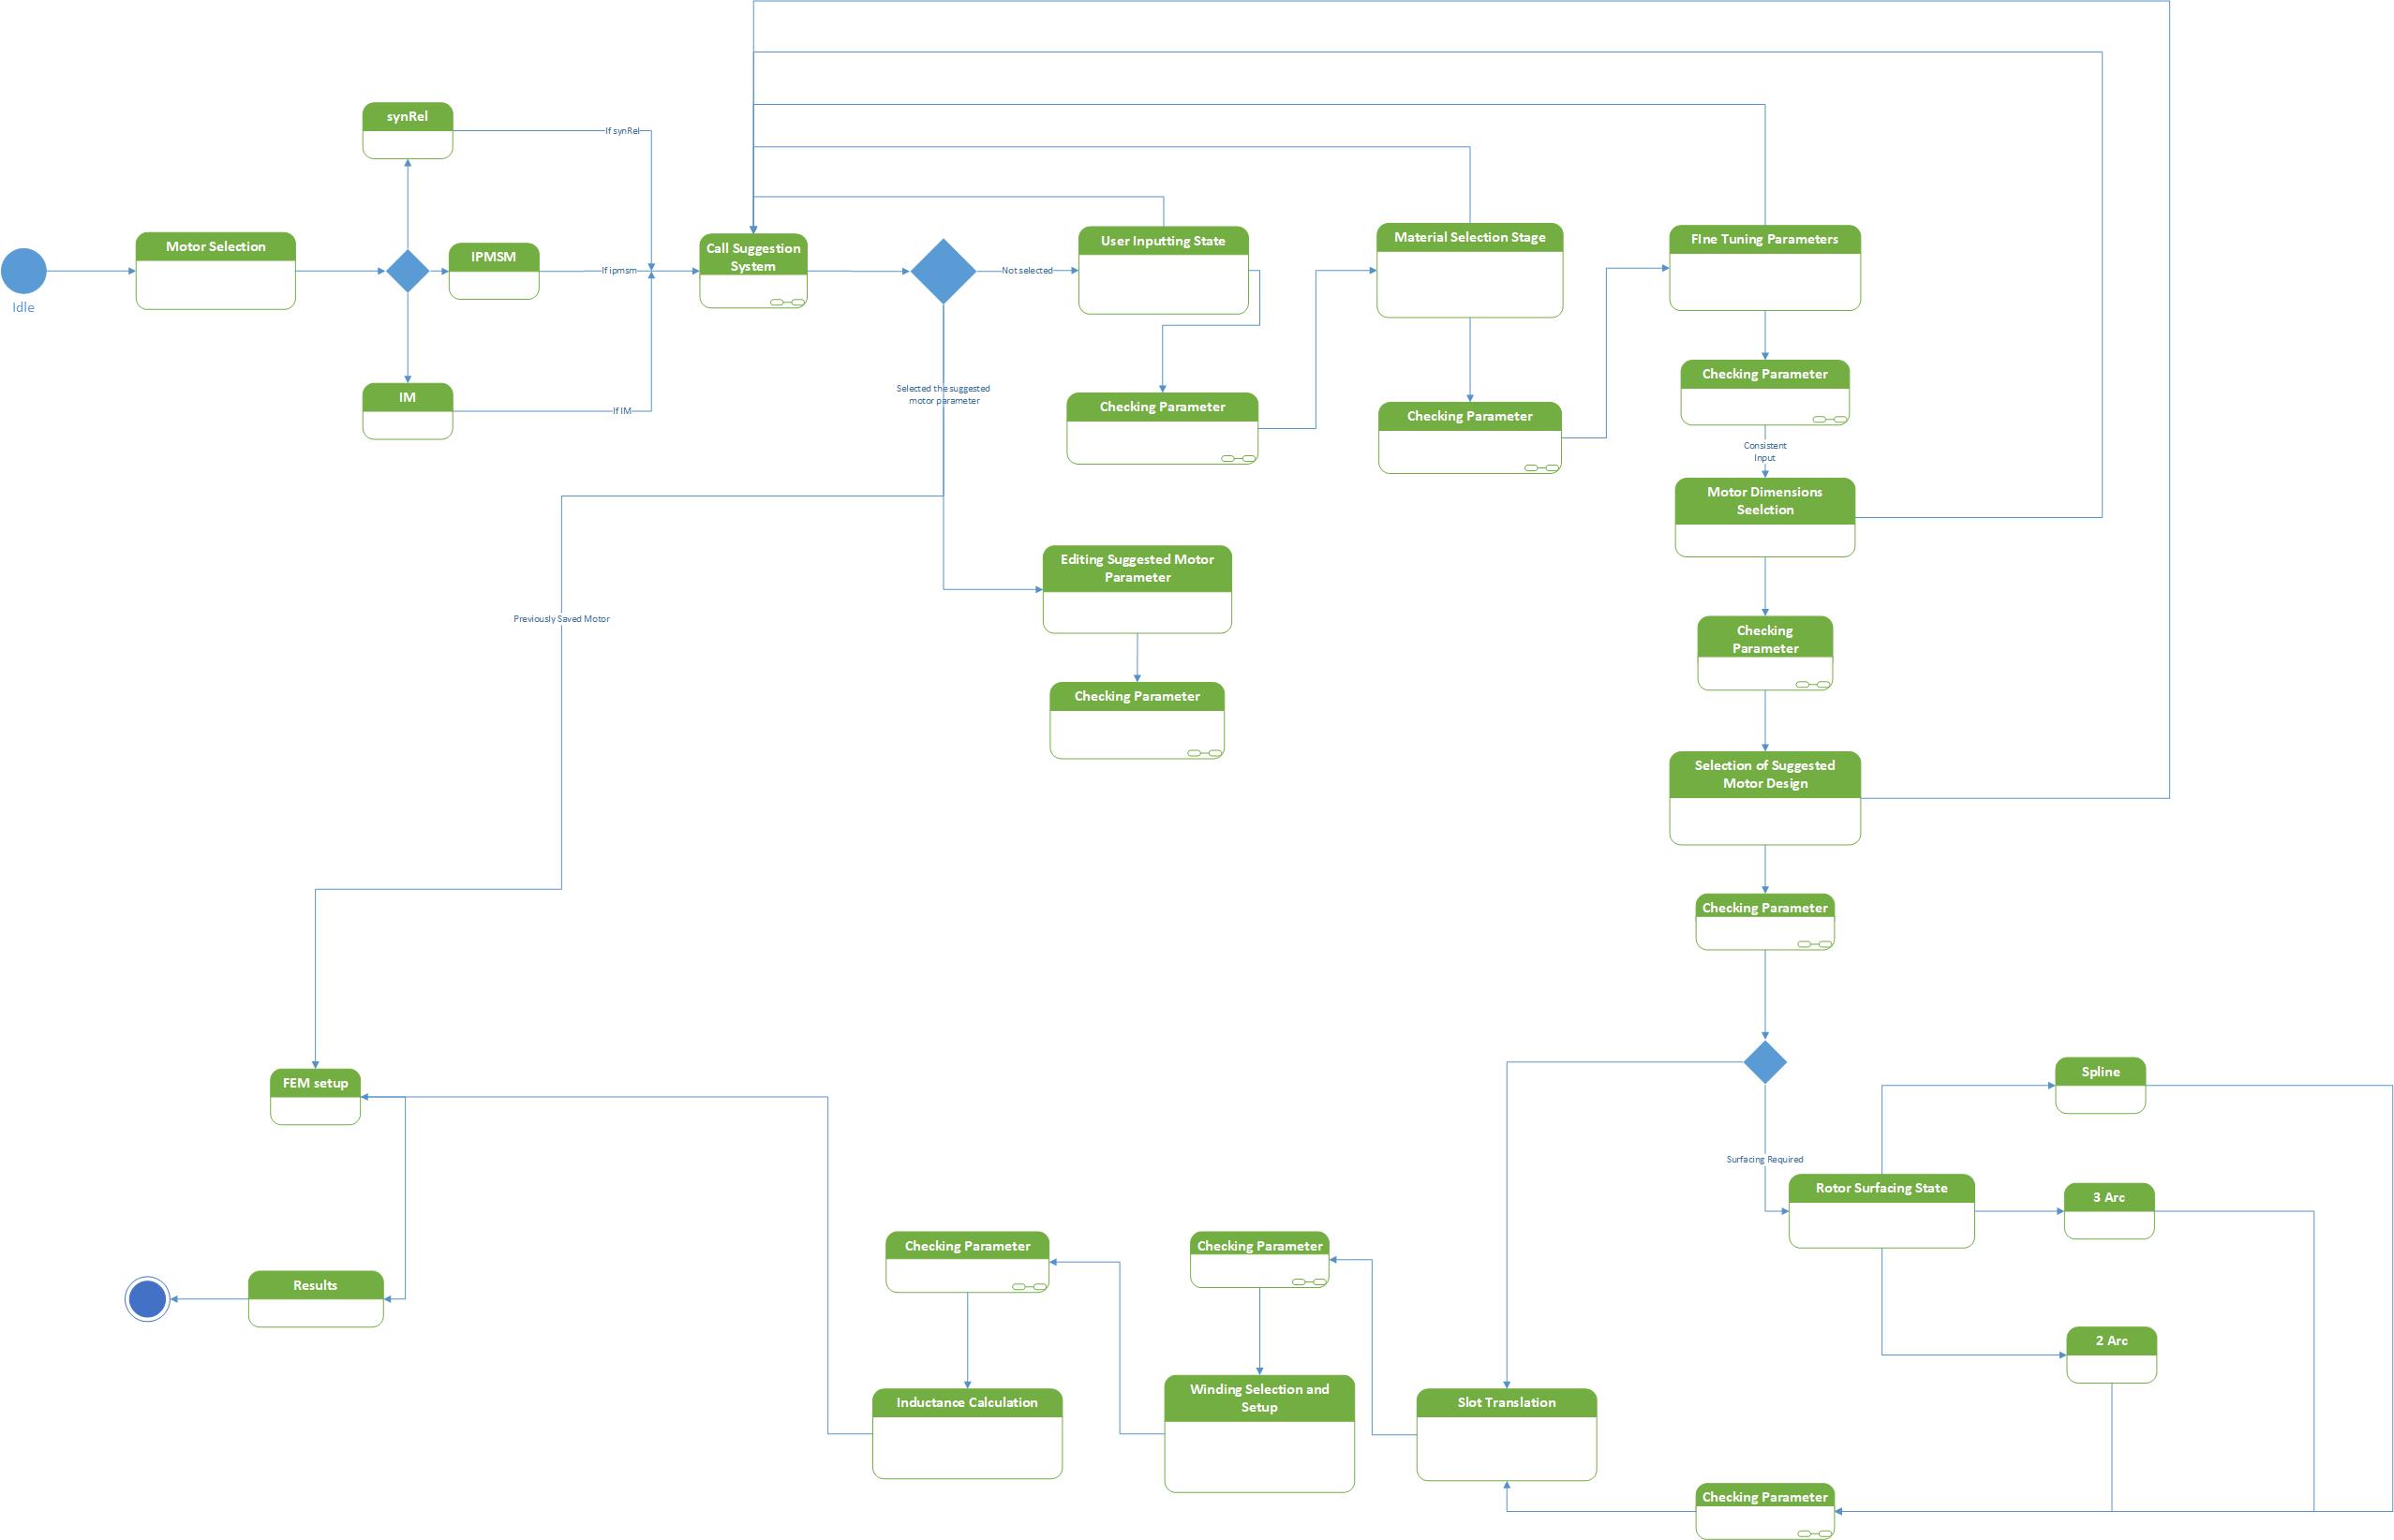 synRel
If synRel
Motor Selection
Idle
IPMSM
If ipmsm
IM
If IM
Call Suggestion
System
Not selected
Selected the suggested
motor parameter
User Inputting State
Checking Parameter
Material Selection Stage
Checking Parameter
FIne Tuning Parameters
Checking Parameter
Consistent
Input
Motor Dimensions
Seelction
Checking
Parameter
Selection of Suggested
Motor Design
Checking Parameter
Editing Suggested Motor
Parameter
Checking Parameter
Previously Saved Motor
FEM setup
Results
Surfacing Required
Rotor Surfacing State
Spline
3 Arc
2 Arc
Checking Parameter
Slot Translation
Checking Parameter
Winding Selection and
Setup
Checking Parameter
Inductance Calculation